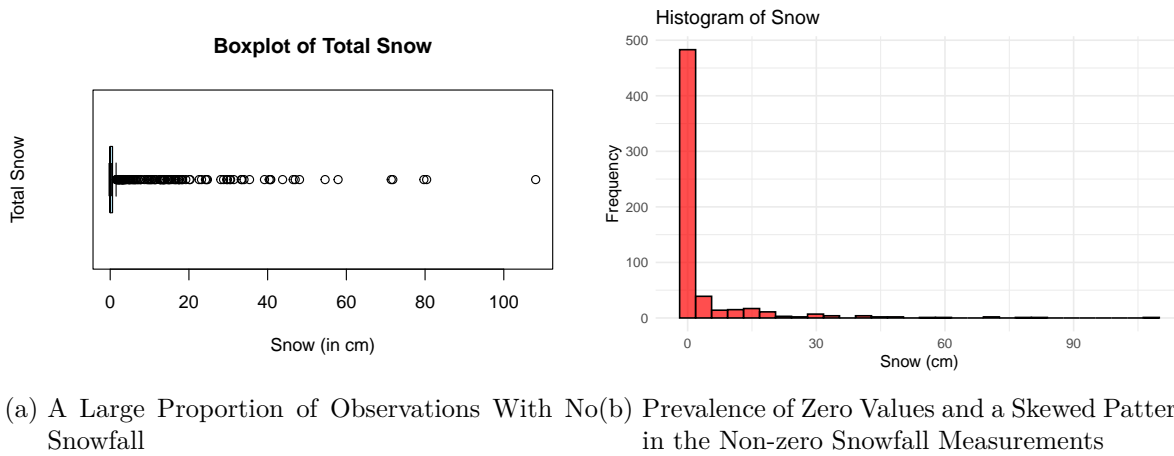 Boxplot of Total Snow
Total Snow
0 20 40 60 80 100
Snow (in cm)
(a) A Large Proportion of Observations With No
Snowfall
Histogram of Snow
500
400
300
200
100
0
Frequency
0 30 60 90
Snow (cm)
(b) Prevalence of Zero Values and a Skewed Patter
in the Non-zero Snowfall Measurements